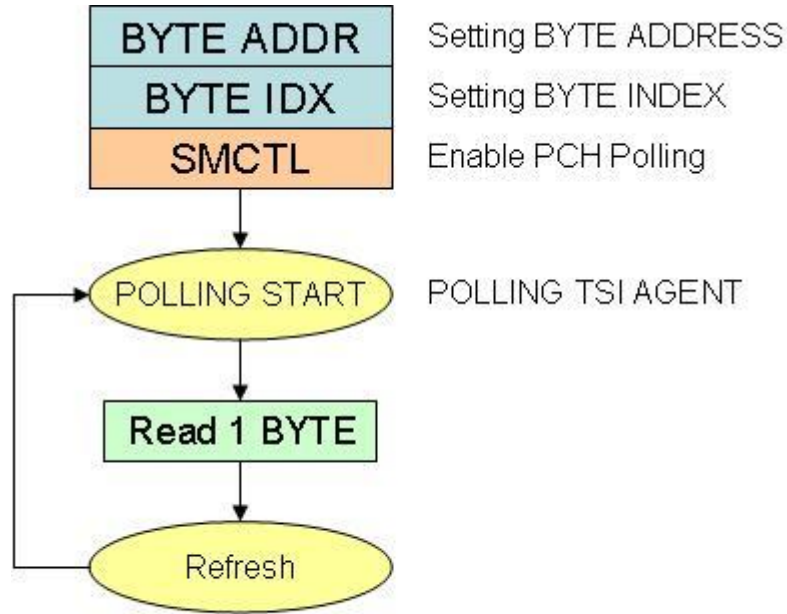 BYTE ADDR Setting BYTE ADDRESS
BYTE IDX Setting BYTE INDEX
SMCTL Enable PCH Polling
POLLING START POLLING TSI AGENT
Read 1 BYTE
Refresh